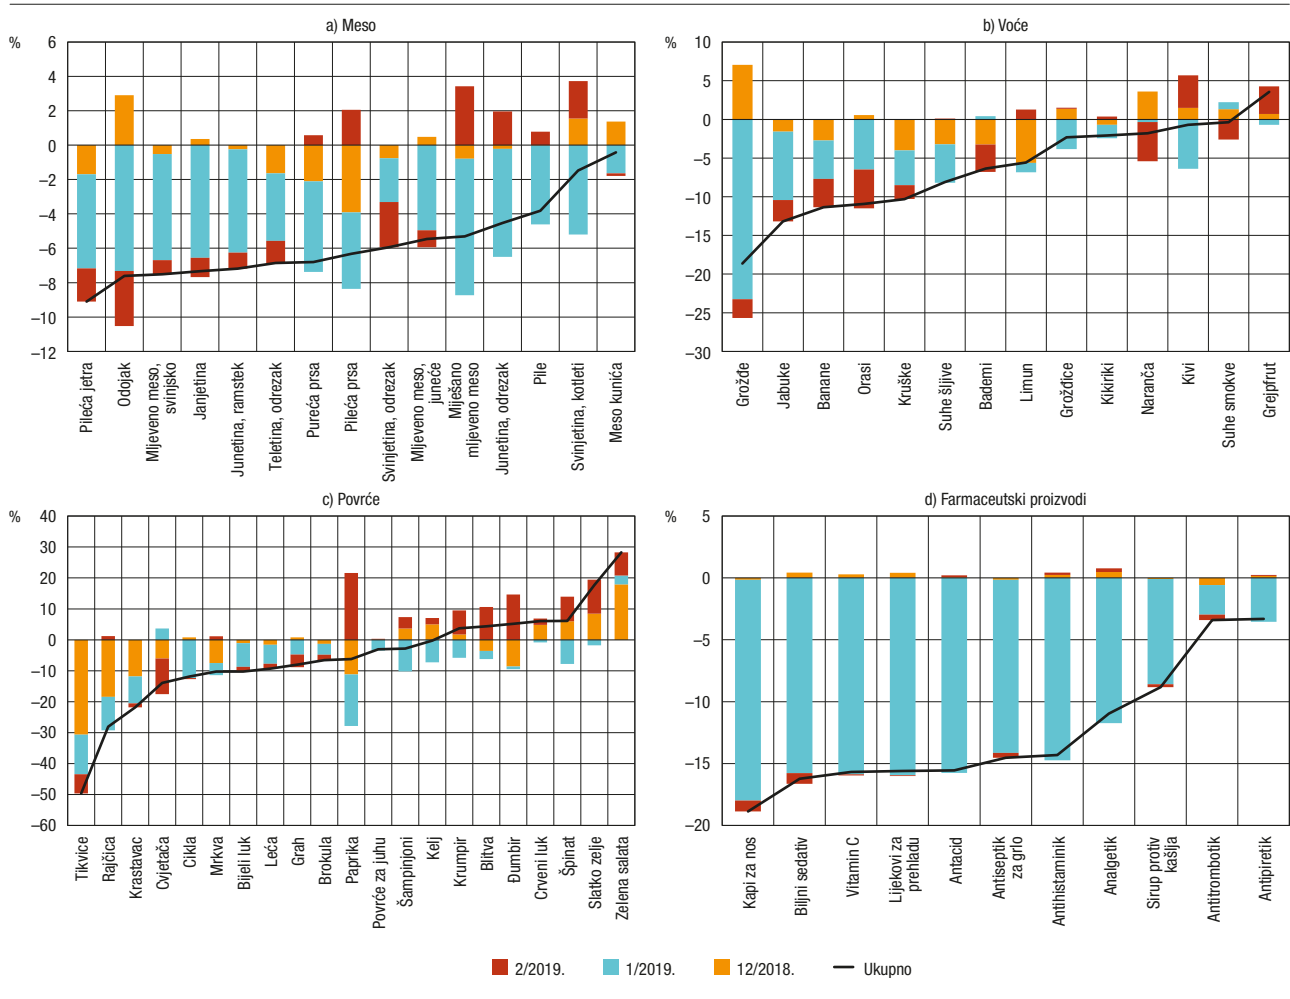 a) Meso
%
6
4
2
0
–2
–4
–6
–8
–10
–12
Pileća jetra
Odojak
Mljeveno meso,
svinjsko
Janjetina
Junetina, ramstek
Teletina, odrezak
Pureća prsa
Pileća prsa
Svinjetina, odrezak
Mljeveno meso,
juneće
Miješano
mljeveno meso
Junetina, odrezak
Pile
Svinjetina, kotleti
Meso kunića
b) Voće
%
10
5
0
–5
–10
–15
–20
–25
–30
Grožđe
Jabuke
Banane
Orasi
Kruške
Suhe šljive
Bademi
Limun
Grožđice
Kikiriki
Naranča
Kivi
Suhe smokve
Grejpfrut
c) Povrće
%
40
30
20
10
0
–10
–20
–30
–40
–50
–60
Tikvice
Rajčica
Krastavac
Cvjetača
Cikla
Mrkva
Bijeli luk
Leća
Grah
Brokula
Paprika
Povrće za juhu
Šampinjoni
Kelj
Krumpir
Blitva
Đumbir
Crveni luk
Špinat
Slatko zelje
Zelena salata
d) Farmaceutski proizvodi
%
5
0
–5
–10
–15
–20
Kapi za nos
Biljni sedativ
Vitamin C
Lijekovi za
prehladu
Antacid
Antiseptik
za grlo
Antihistaminik
Analgetik
Sirup protiv
kašlja
Antitrombotik
Antipiretik
2/2019.
1/2019.
12/2018.
Ukupno